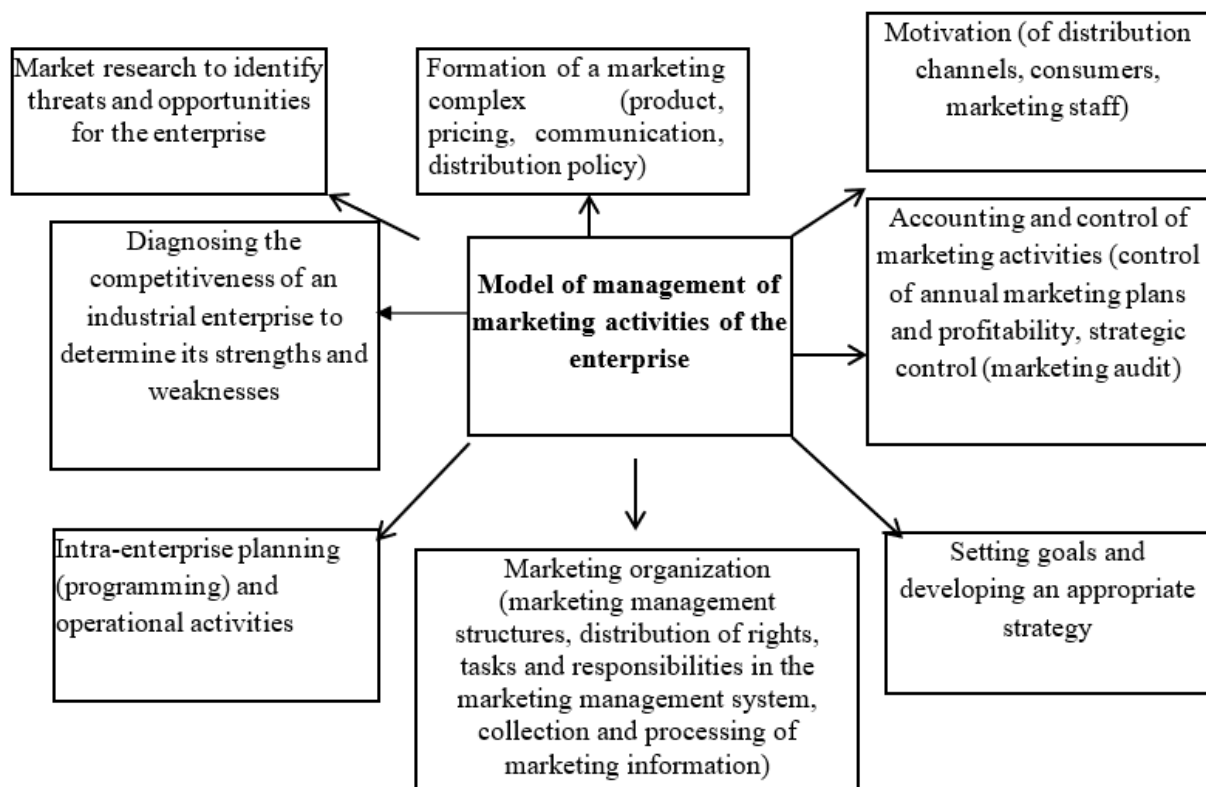 Market research to identify
threats and opportunities
for the enterprise
Formation of a marketing
complex (product,
pricing, communication,
distribution policy)
Motivation (of distribution
channels, consumers,
marketing staff)
Diagnosing the
competitiveness of an
industrial enterprise to
determine its strengths and
weaknesses
Model of management of
marketing activities of the
enterprise
Accounting and control of
marketing activities (control
of annual marketing plans
and profitability, strategic
control (marketing audit)
Intra-enterprise planning
(programming) and
operational activities
Marketing organization
(marketing management
structures, distribution of rights,
tasks and responsibilities in the
marketing management system,
collection and processing of
marketing information)
Setting goals and
developing an appropriate
strategy